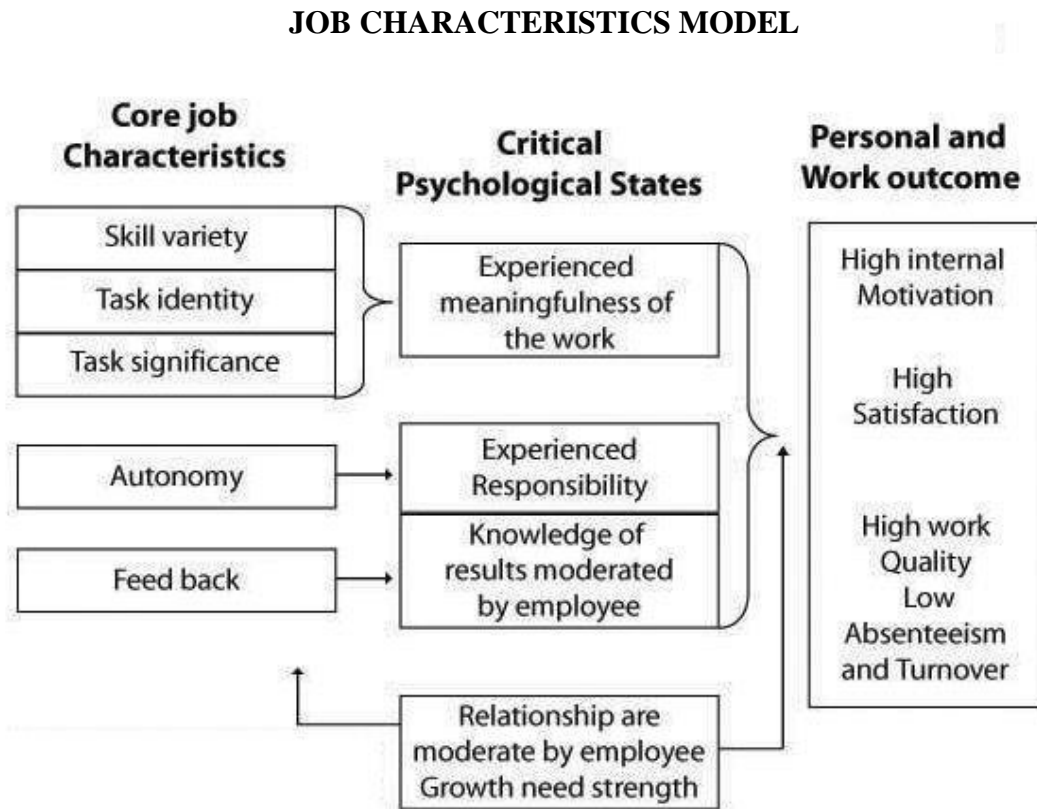 JOB CHARACTERISTICS MODEL
Core job
Characteristics
Critical
Psychological States
Personal and
Work outcome
Skill variety
Task identity
Task significance
Autonomy
Feed back
Experienced
meaningfulness of
the work
Experienced
Responsibility
Knowledge of
results moderated
by employee
Relationship are
moderate by employee
Growth need strength
High internal
Motivation
High
Satisfaction
High work
Quality
Low
Absenteeism
and Turnover